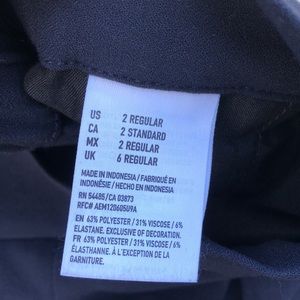 US 2 REGULAR
CA 2 STANDARD
MX 2 REGULAR
UK 6 REGULAR
MADE IN INDONESIA / FABRIQUÉ EN
INDONÉSIE / HECHO EN INDONESIA
RN 54485/CA 03873
RFC# AEM120605U9A
EN 63% POLYESTER / 31% VISCOSE / 6%
ELASTANE. EXCLUSIVE OF DECORATION.
FR 63% POLYESTER / 31% VISCOSE / 6%
ÉLASTHANNE. À L'EXCEPTION DE LA
GARNITURE.